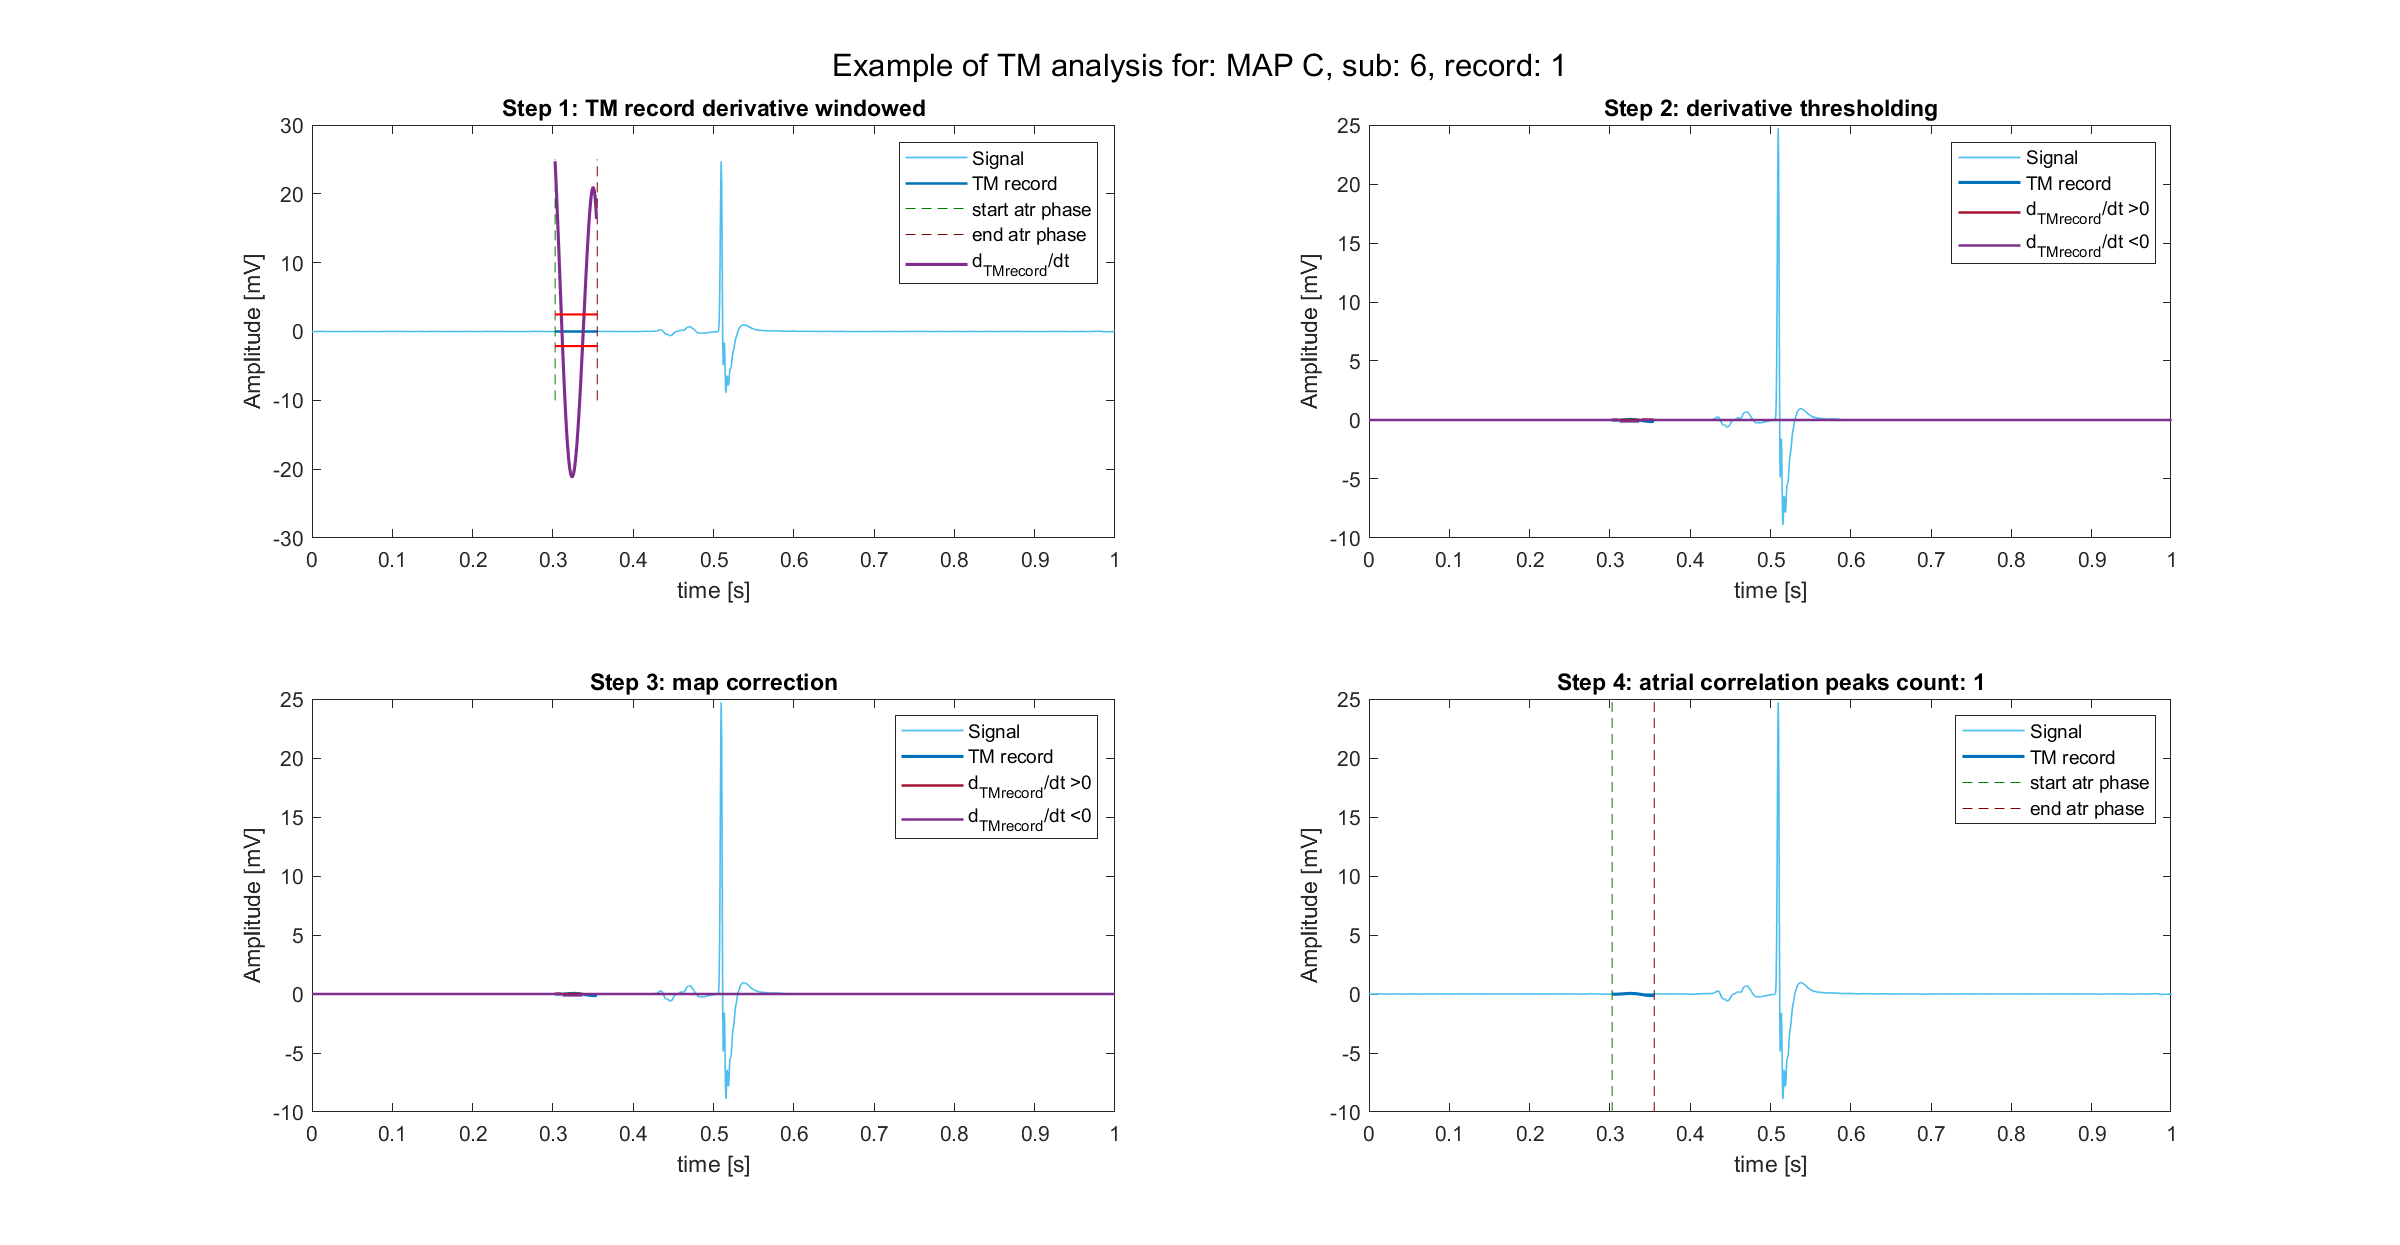 Example of TM analysis for: MAP C, sub: 6, record: 1
Step 1: TM record derivative windowed
30
20
10
0
-10
-20
-30
0 0.1 0.2 0.3 0.4 0.5 0.6 0.7 0.8 0.9 1
time [s]
Amplitude [mV]
Signal
TM record
start atr phase
end atr phase
dTMrecord/dt
Step 2: derivative thresholding
25
20
15
10
5
0
-5
-10
0 0.1 0.2 0.3 0.4 0.5 0.6 0.7 0.8 0.9 1
time [s]
Amplitude [mV]
Signal
TM record
dTMrecord/dt >0
dTMrecord/dt <0
Step 3: map correction
25
20
15
10
5
0
-5
-10
0 0.1 0.2 0.3 0.4 0.5 0.6 0.7 0.8 0.9 1
time [s]
Amplitude [mV]
Signal
TM record
dTMrecord/dt >0
dTMrecord/dt <0
Step 4: atrial correlation peaks count: 1
25
20
15
10
5
0
-5
-10
0 0.1 0.2 0.3 0.4 0.5 0.6 0.7 0.8 0.9 1
time [s]
Amplitude [mV]
Signal
TM record
start atr phase
end atr phase